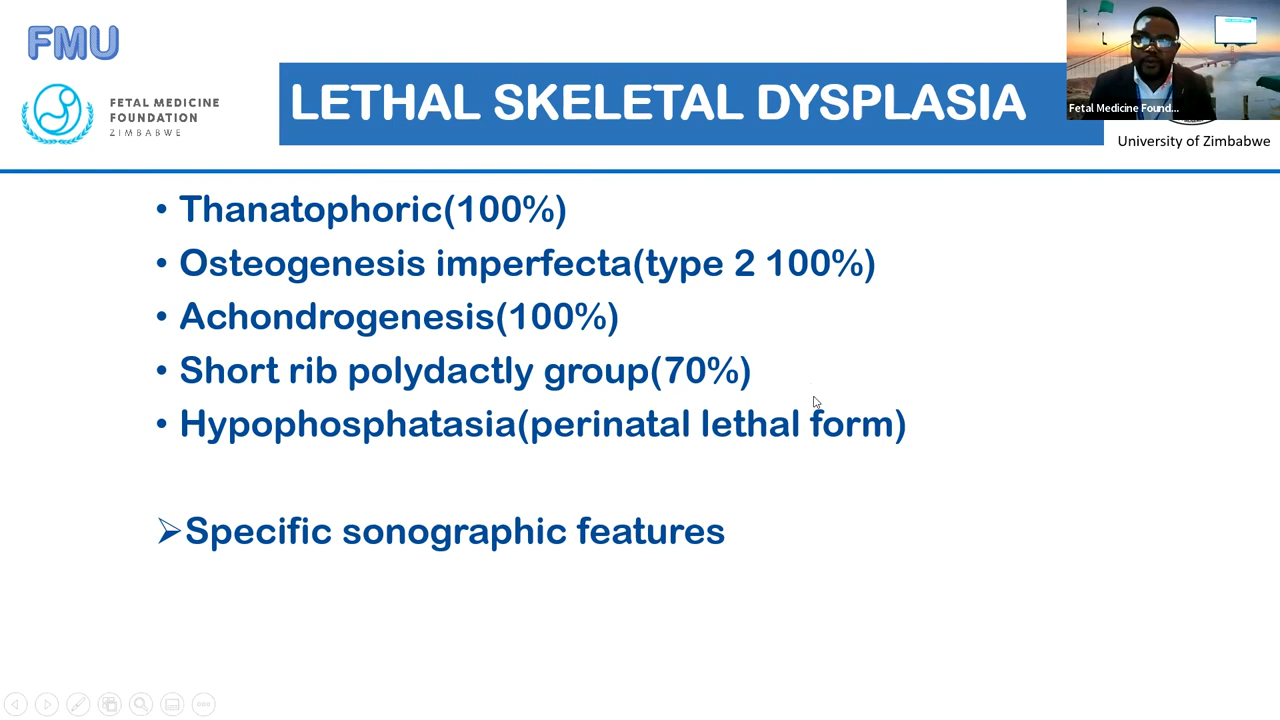 FMU
FETAL MEDICINE
FOUNDATION
ZIMBABWE
LETHAL SKELETAL DYSPLASIA
Fetal Medicine Found...
University of Zimbabwe
• Thanatophoric(100%)
• Osteogenesis imperfecta(type 2 100%)
• Achondrogenesis(100%)
• Short rib polydactly group(70%)
• Hypophosphatasia(perinatal lethal form)
➢Specific sonographic features